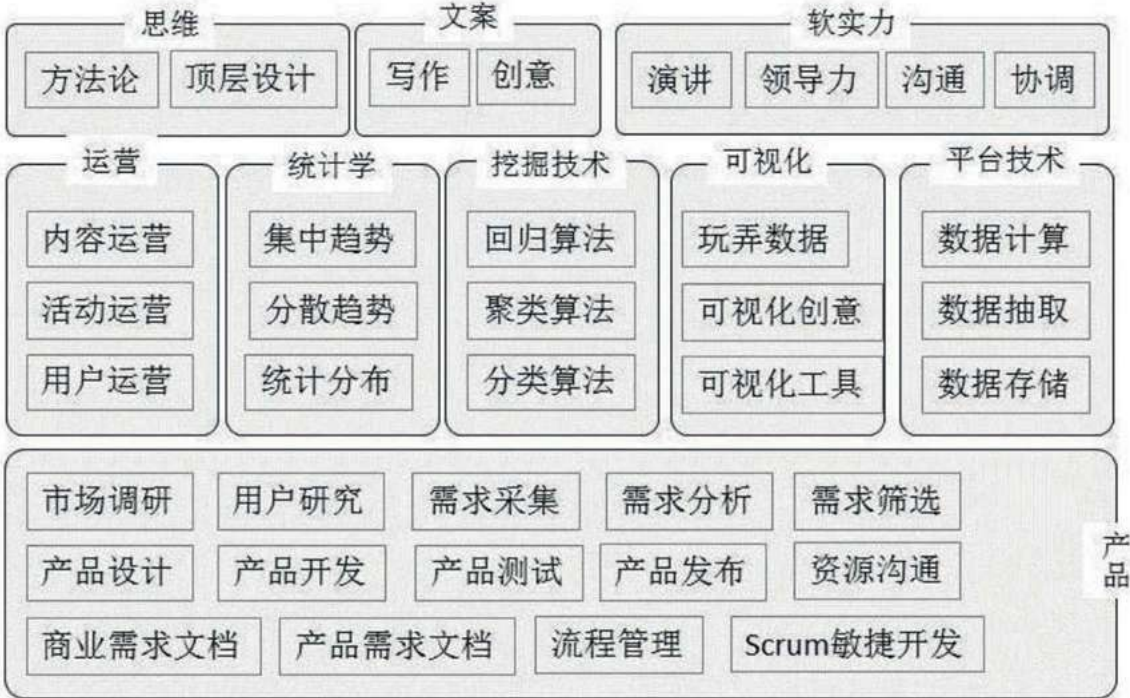 思维 文案 软实力
方法论 顶层设计 写作 创意 演讲 领导力 沟通 协调
运营 统计学 挖掘技术 可视化 平台技术
内容运营 集中趋势 回归算法 玩弄数据 数据计算
活动运营 分散趋势 聚类算法 可视化创意 数据抽取
用户运营 统计分布 分类算法 可视化工具 数据存储
市场调研 用户研究 需求采集 需求分析 需求筛选
产品设计 产品开发 产品测试 产品发布 资源沟通
产品
商业需求文档 产品需求文档 流程管理 Scrum敏捷开发